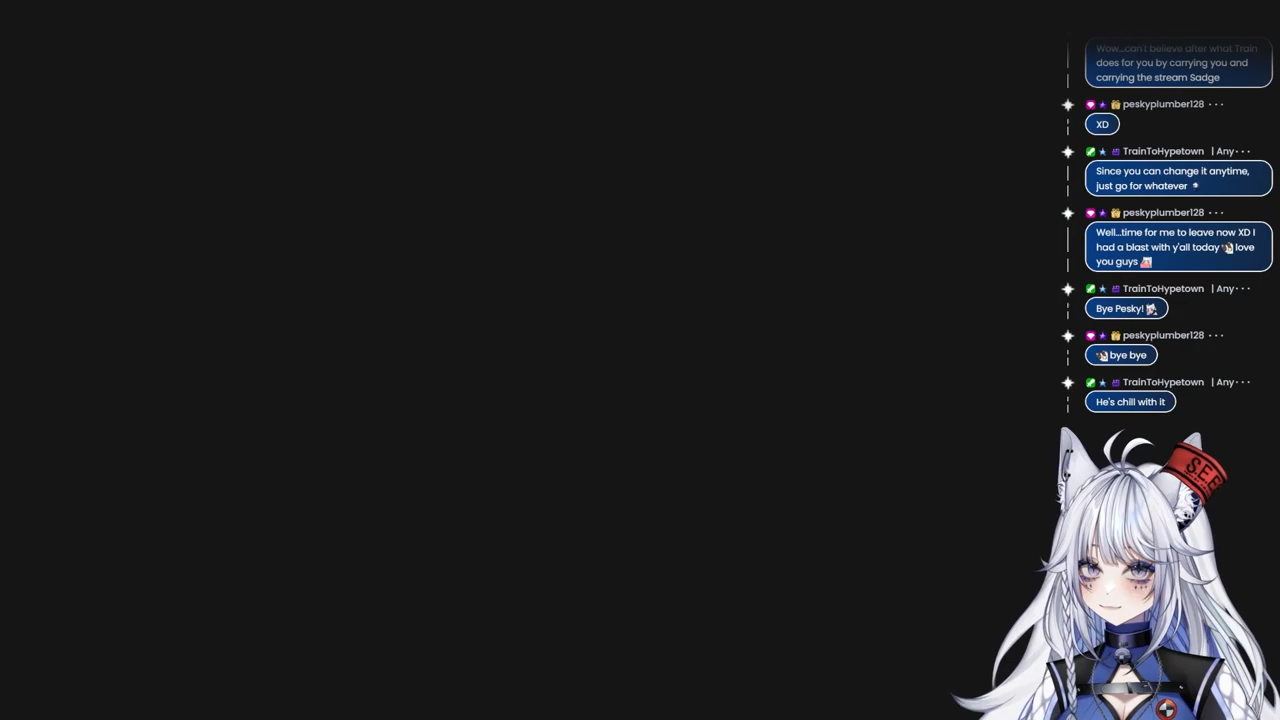 Wow...can't believe after what Train
does for you by carrying you and
carrying the stream Sadge
peskyplumber128 ···
XD
TrainToHypetown | Any···
Since you can change it anytime,
just go for whatever
peskyplumber128 ···
Well...time for me to leave now XD I
had a blast with y'all today love
you guys
TrainToHypetown | Any···
Bye Pesky!
peskyplumber128 ···
bye bye
TrainToHypetown | Any···
He's chill with it
S.E.E